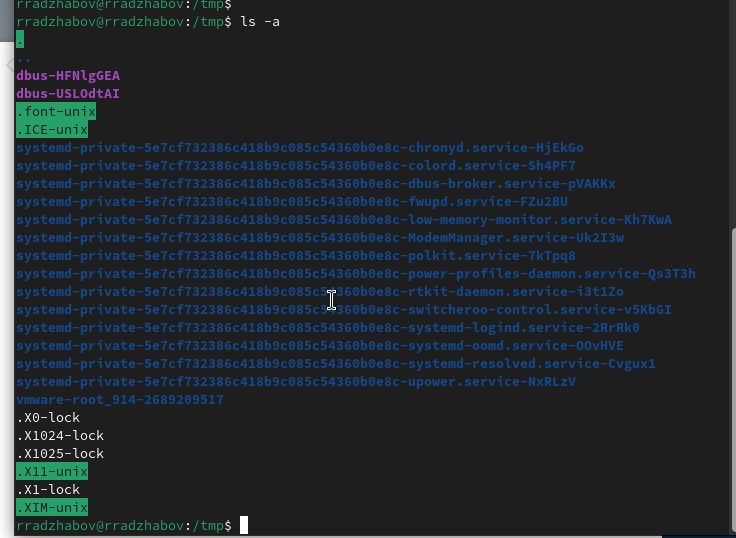 rradzhabov@rradzhabov:/tmp$
rradzhabov@rradzhabov:/tmp$ ls -a
.
..
dbus-HFNlgGEA
dbus-USLOdtAI
.font-unix
.ICE-unix
systemd-private-5e7cf732386c418b9c085c54360b0e8c-chronyd.service-HjEkGo
systemd-private-5e7cf732386c418b9c085c54360b0e8c-colord.service-Sh4PF7
systemd-private-5e7cf732386c418b9c085c54360b0e8c-dbus-broker.service-pVAKKx
systemd-private-5e7cf732386c418b9c085c54360b0e8c-fwupd.service-FZu2BU
systemd-private-5e7cf732386c418b9c085c54360b0e8c-low-memory-monitor.service-Kh7KwA
systemd-private-5e7cf732386c418b9c085c54360b0e8c-ModemManager.service-Uk2I3w
systemd-private-5e7cf732386c418b9c085c54360b0e8c-polkit.service-7kTpq8
systemd-private-5e7cf732386c418b9c085c54360b0e8c-power-profiles-daemon.service-Qs3T3h
systemd-private-5e7cf732386c418b9c085c54360b0e8c-rtkit-daemon.service-i3t1Zo
systemd-private-5e7cf732386c418b9c085c54360b0e8c-switcheroo-control.service-v5KbGI
systemd-private-5e7cf732386c418b9c085c54360b0e8c-systemd-logind.service-2RrRk0
systemd-private-5e7cf732386c418b9c085c54360b0e8c-systemd-oomd.service-OOvHVE
systemd-private-5e7cf732386c418b9c085c54360b0e8c-systemd-resolved.service-Cvgux1
systemd-private-5e7cf732386c418b9c085c54360b0e8c-upower.service-NxRLzV
vmware-root_914-2689209517
.X0-lock
.X1024-lock
.X1025-lock
.X11-unix
.X1-lock
.XIM-unix
rradzhabov@rradzhabov:/tmp$